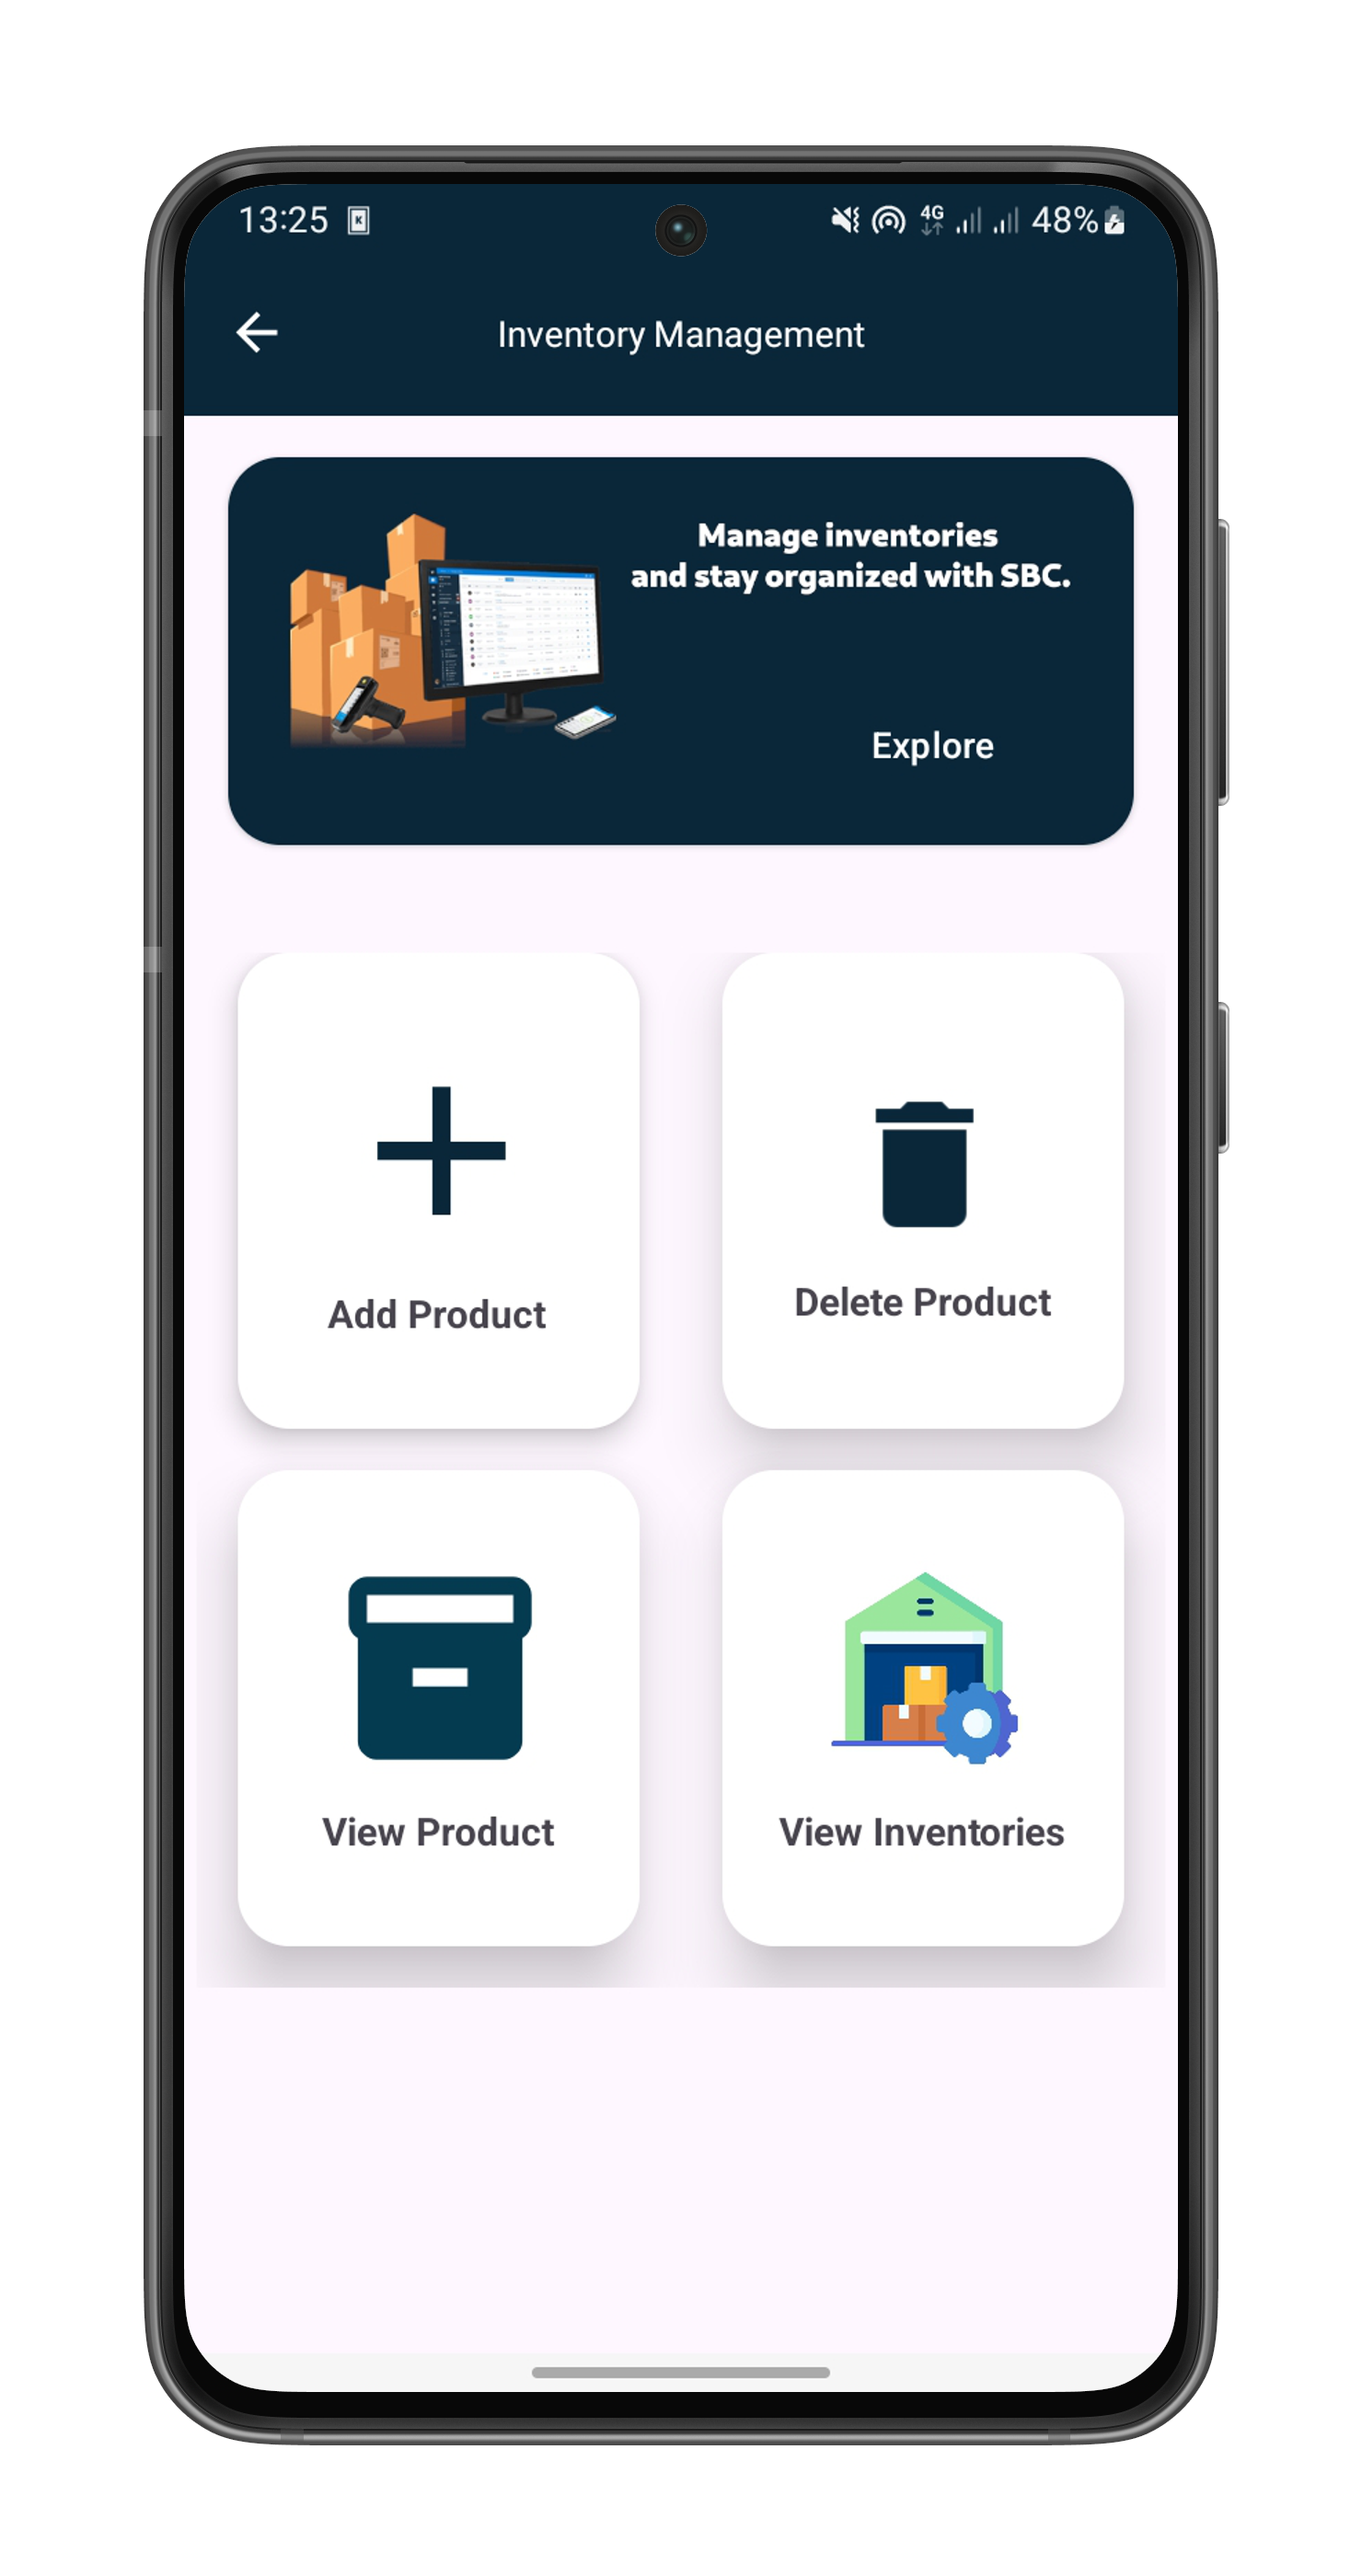 13:25
4G
48%
Inventory Management
Manage inventories
and stay organized with SBC.
Explore
Add Product
Delete Product
View Product
View Inventories